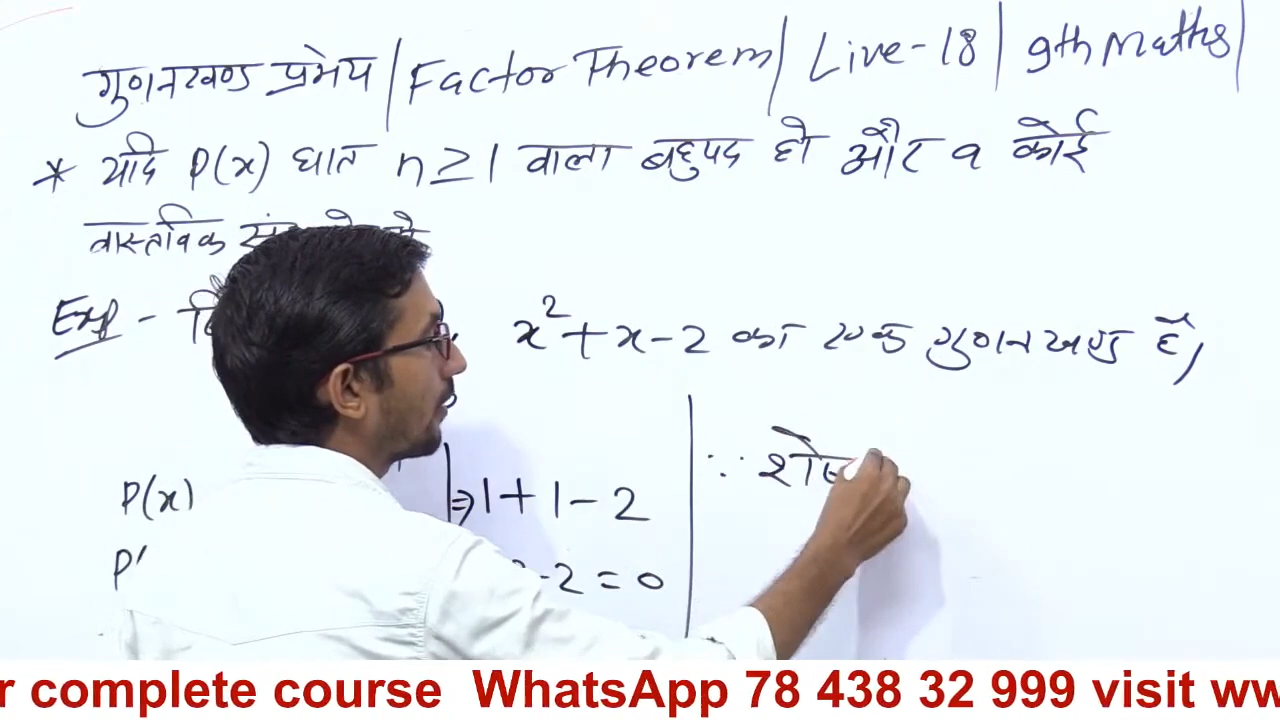 गुणनखण्ड प्रमेय | Factor Theorem | Live-18 | 9th Maths |
* यदि P(x) घात n ≥ 1 वाला बहुपद हो और a कोई
वास्तविक
Exp - x² + x - 2 का एक गुणनखण्ड है,
P(x) ⇒ 1 + 1 - 2 ∵ शेष
-2 = 0
r complete course WhatsApp 78 438 32 999 visit ww